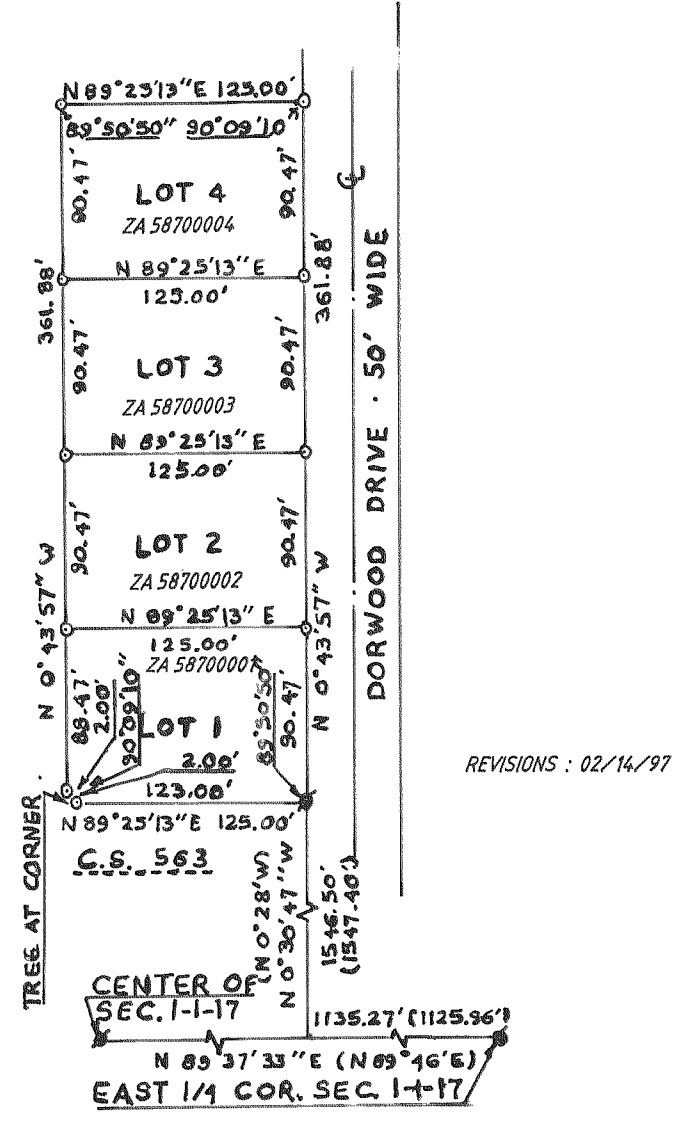 N 89°25'13"E 125.00'
89°50'50" 90°09'10"
90.47'
90.47'
LOT 4
ZA 58700004
N 89°25'13" E
125.00'
361.88'
361.88'
90.47'
90.47'
LOT 3
ZA 58700003
N 89°25'13" E
125.00'
℄
DORWOOD DRIVE · 50' WIDE
90.47'
90.47'
LOT 2
ZA 58700002
N 0°43'57" W
N 0°43'57" W
N 89°25'13" E
125.00'
ZA 58700001
88.47'
2.00'
90°09'10"
LOT 1
89°50'50"
90.47'
2.00'
123.00'
N 89°25'13"E 125.00'
C.S. 563
TREE AT CORNER
REVISIONS : 02/14/97
(N 0°28'W)
N 0°30'47"W
1546.50'
(1547.40')
CENTER OF
SEC. 1-1-17
1135.27' (1125.96')
N 89°37'33"E (N89°46'E)
EAST 1/4 COR. SEC. 1-1-17